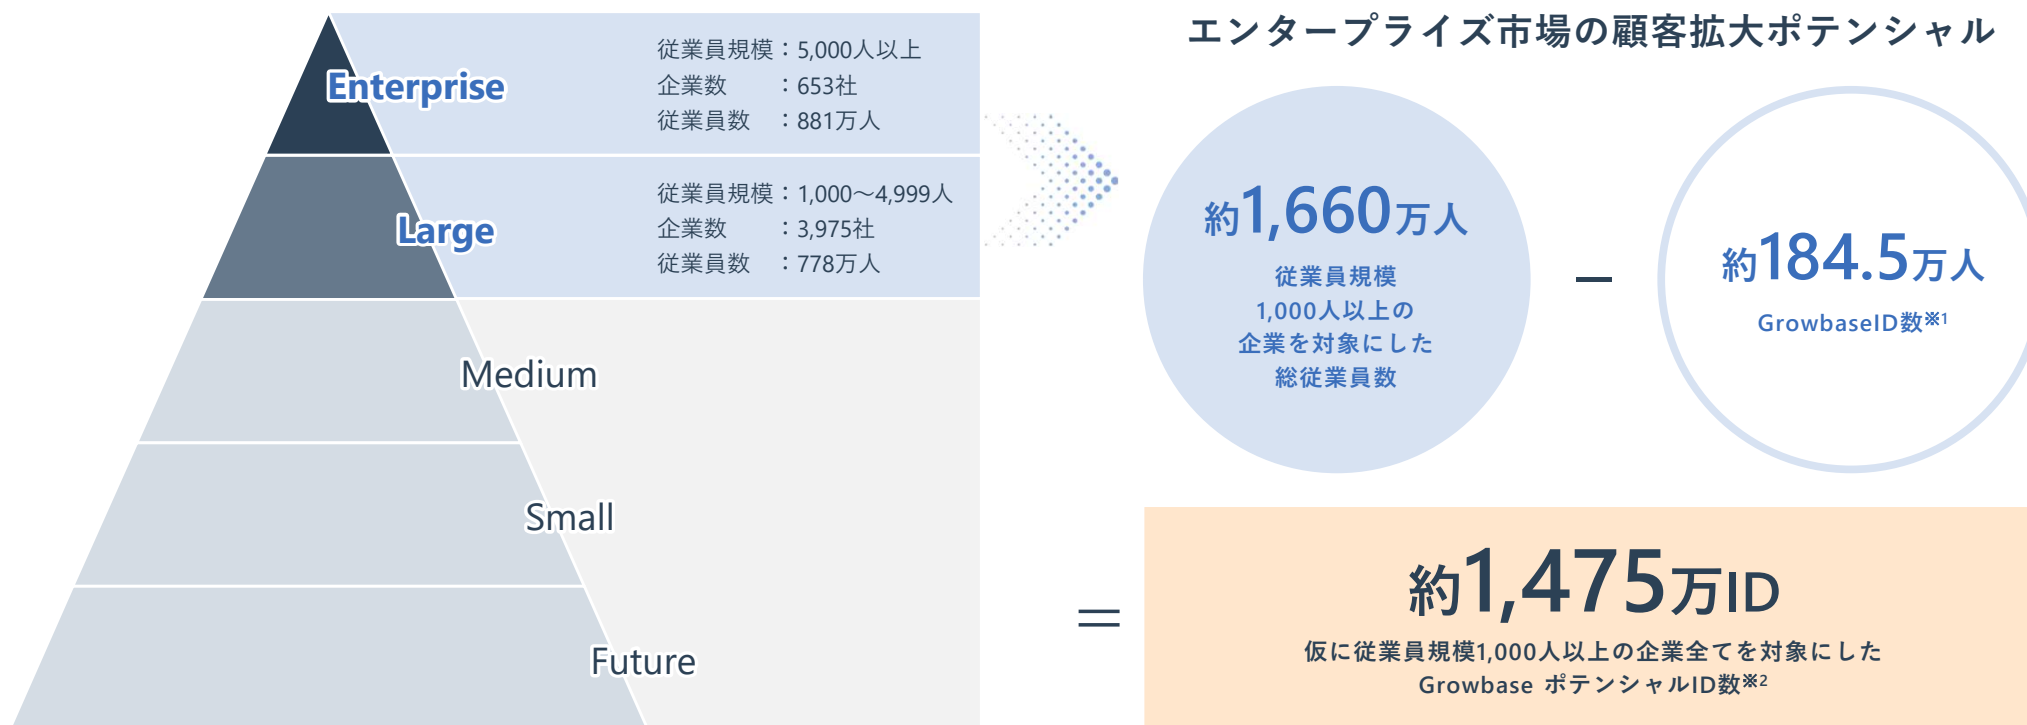 Enterprise
従業員規模：5,000人以上
企業数　：653社
従業員数　：881万人
Large
従業員規模：1,000～4,999人
企業数　：3,975社
従業員数　：778万人
Medium
Small
Future
エンタープライズ市場の顧客拡大ポテンシャル
約1,660万人
従業員規模
1,000人以上の
企業を対象にした
総従業員数
−
約184.5万人
GrowbaseID数※1
＝
約1,475万ID
仮に従業員規模1,000人以上の企業全てを対象にした
Growbase ポテンシャルID数※2